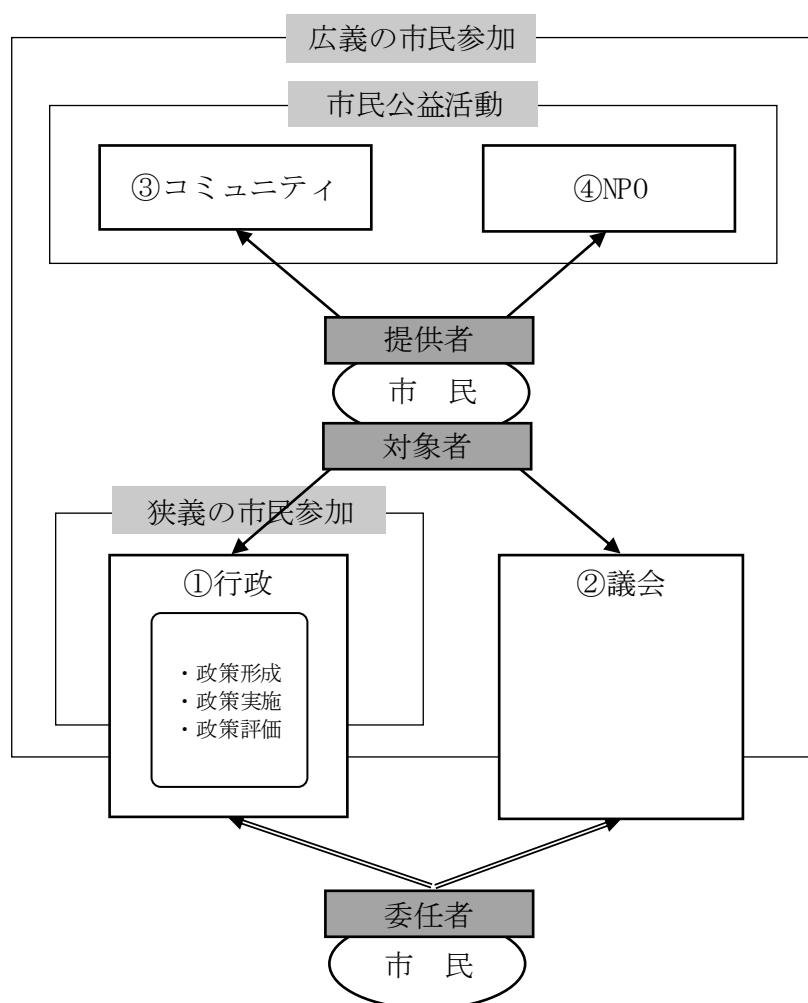 広義の市民参加
市民公益活動
③コミュニティ
④NPO
提供者
市　民
対象者
狭義の市民参加
①行政
・政策形成
・政策実施
・政策評価
②議会
委任者
市　民